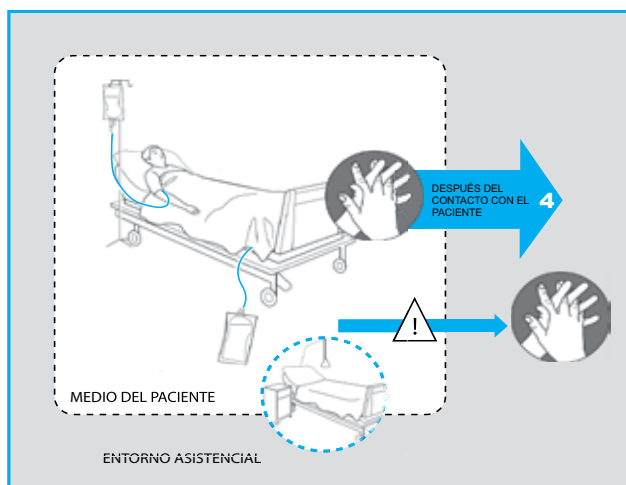 DESPUÉS DEL
CONTACTO CON EL
PACIENTE
4
!
MEDIO DEL PACIENTE
ENTORNO ASISTENCIAL